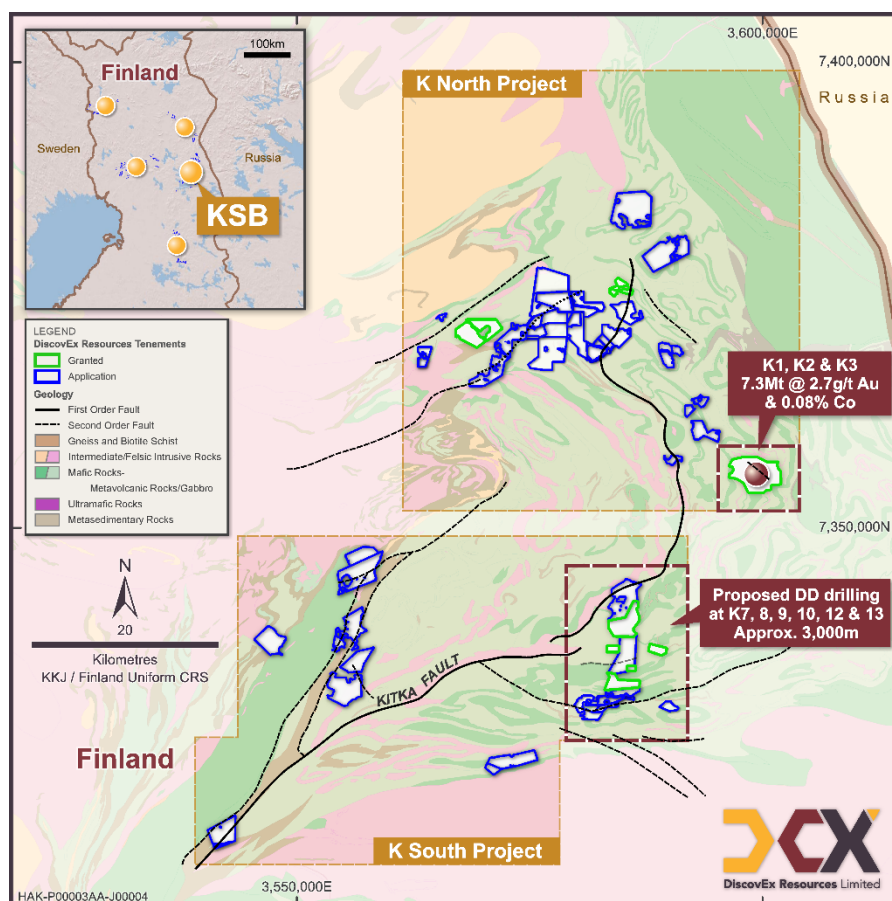 3,600,000E
7,400,000N
Russia
100km
Finland
Sweden
Russia
KSB
K North Project
LEGEND
DiscovEx Resources Tenements
Granted
Application
Geology
First Order Fault
Second Order Fault
Gneiss and Biotite Schist
Intermediate/Felsic Intrusive Rocks
Mafic Rocks-
Metavolcanic Rocks/Gabbro
Ultramafic Rocks
Metasedimentary Rocks
K1, K2 & K3
7.3Mt @ 2.7g/t Au
& 0.08% Co
7,350,000N
N
20
Kilometres
KKJ / Finland Uniform CRS
Proposed DD drilling
at K7, 8, 9, 10, 12 & 13
Approx. 3,000m
KITKA FAULT
Finland
K South Project
DCX
DiscovEx Resources Limited
3,550,000E
HAK-P00003AA-J00004